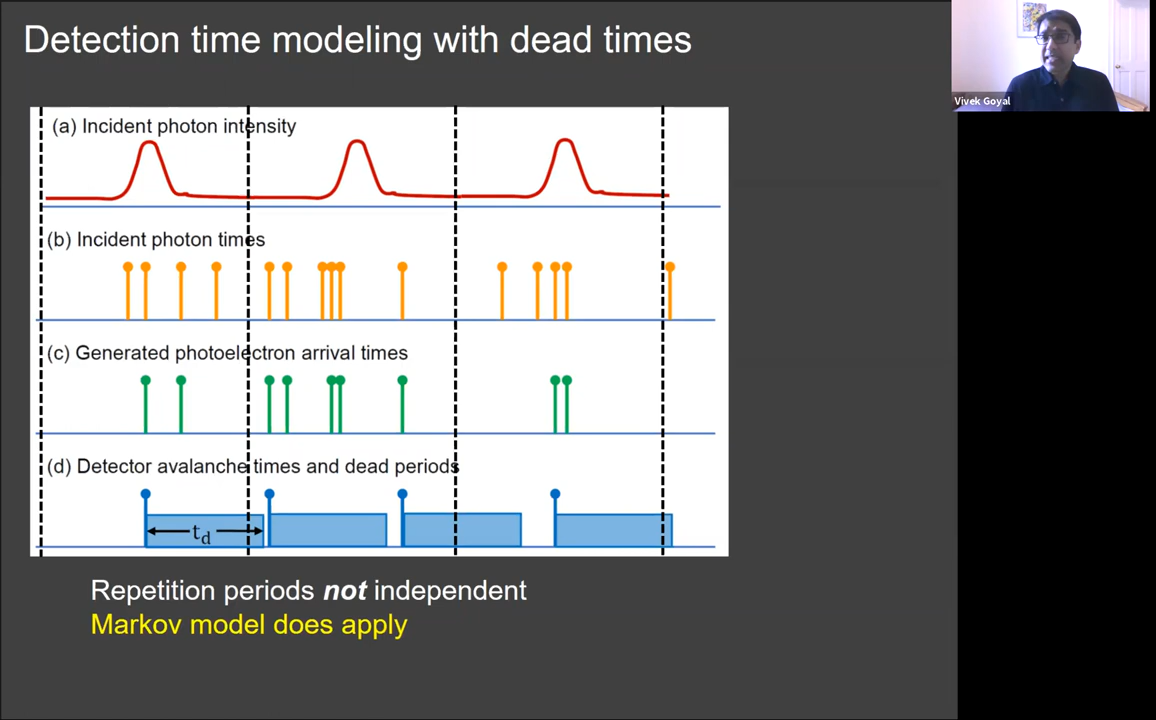 Detection time modeling with dead times
Vivek Goyal
(a) Incident photon intensity
(b) Incident photon times
(c) Generated photoelectron arrival times
(d) Detector avalanche times and dead periods
t_d
Repetition periods not independent
Markov model does apply